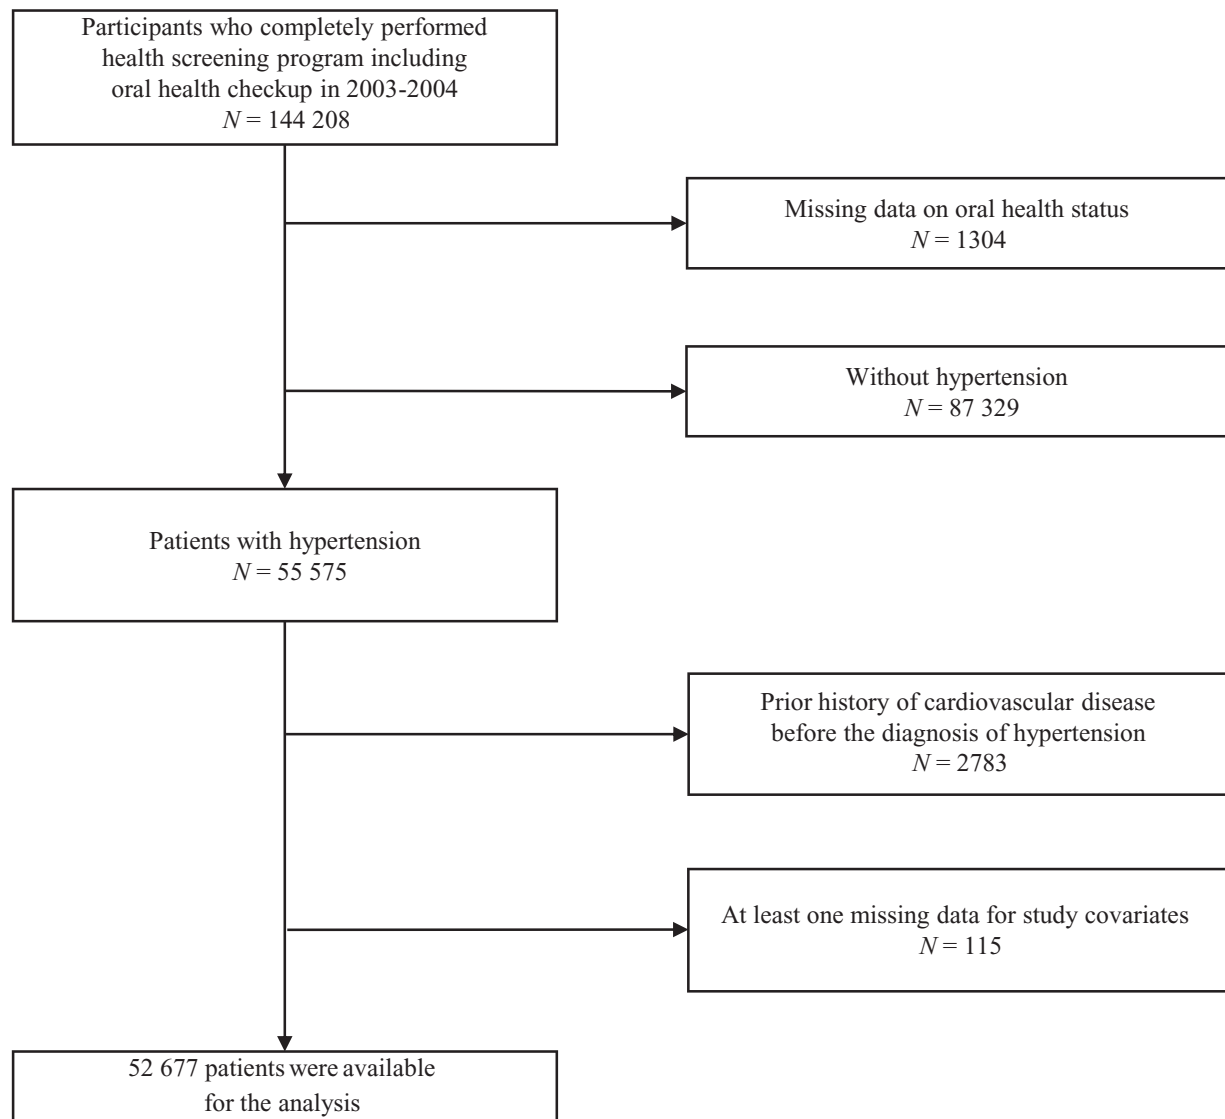 Participants who completely performed
health screening program including
oral health checkup in 2003-2004
N = 144 208
Missing data on oral health status
N = 1304
Without hypertension
N = 87 329
Patients with hypertension
N = 55 575
Prior history of cardiovascular disease
before the diagnosis of hypertension
N = 2783
At least one missing data for study covariates
N = 115
52 677 patients were available
for the analysis